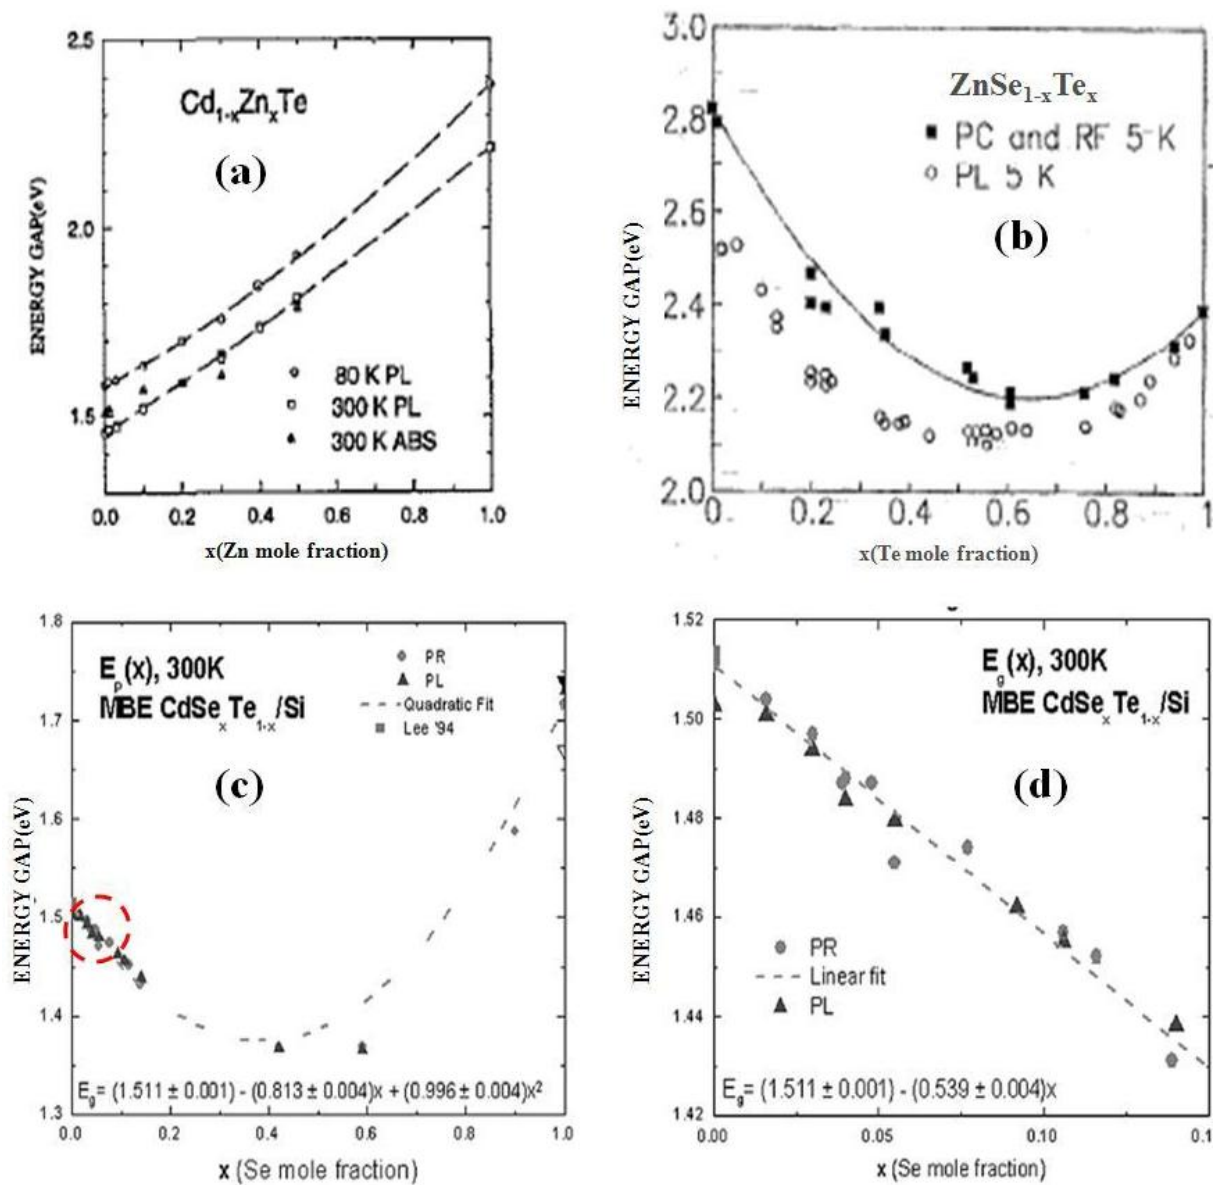 2.5
2.0
1.5
ENERGY GAP(eV)
Cd1-xZnxTe
(a)
80 K PL
300 K PL
300 K ABS
0.0 0.2 0.4 0.6 0.8 1.0
x(Zn mole fraction)
3.0
2.8
2.6
2.4
2.2
2.0
ENERGY GAP(eV)
ZnSe1-xTex
PC and RF 5 K
PL 5 K
(b)
0 0.2 0.4 0.6 0.8 1
x(Te mole fraction)
1.8
1.7
1.6
1.5
1.4
1.3
ENERGY GAP(eV)
Ep(x), 300K
MBE CdSexTe1-x/Si
PR
PL
Quadratic Fit
Lee '94
(c)
Eg= (1.511 ± 0.001) - (0.813 ± 0.004)x + (0.996 ± 0.004)x2
0.0 0.2 0.4 0.6 0.8 1.0
x (Se mole fraction)
1.52
1.50
1.48
1.46
1.44
1.42
ENERGY GAP(eV)
Eg(x), 300K
MBE CdSexTe1-x/Si
(d)
PR
Linear fit
PL
Eg= (1.511 ± 0.001) - (0.539 ± 0.004)x
0.00 0.05 0.10 0.1
x (Se mole fraction)